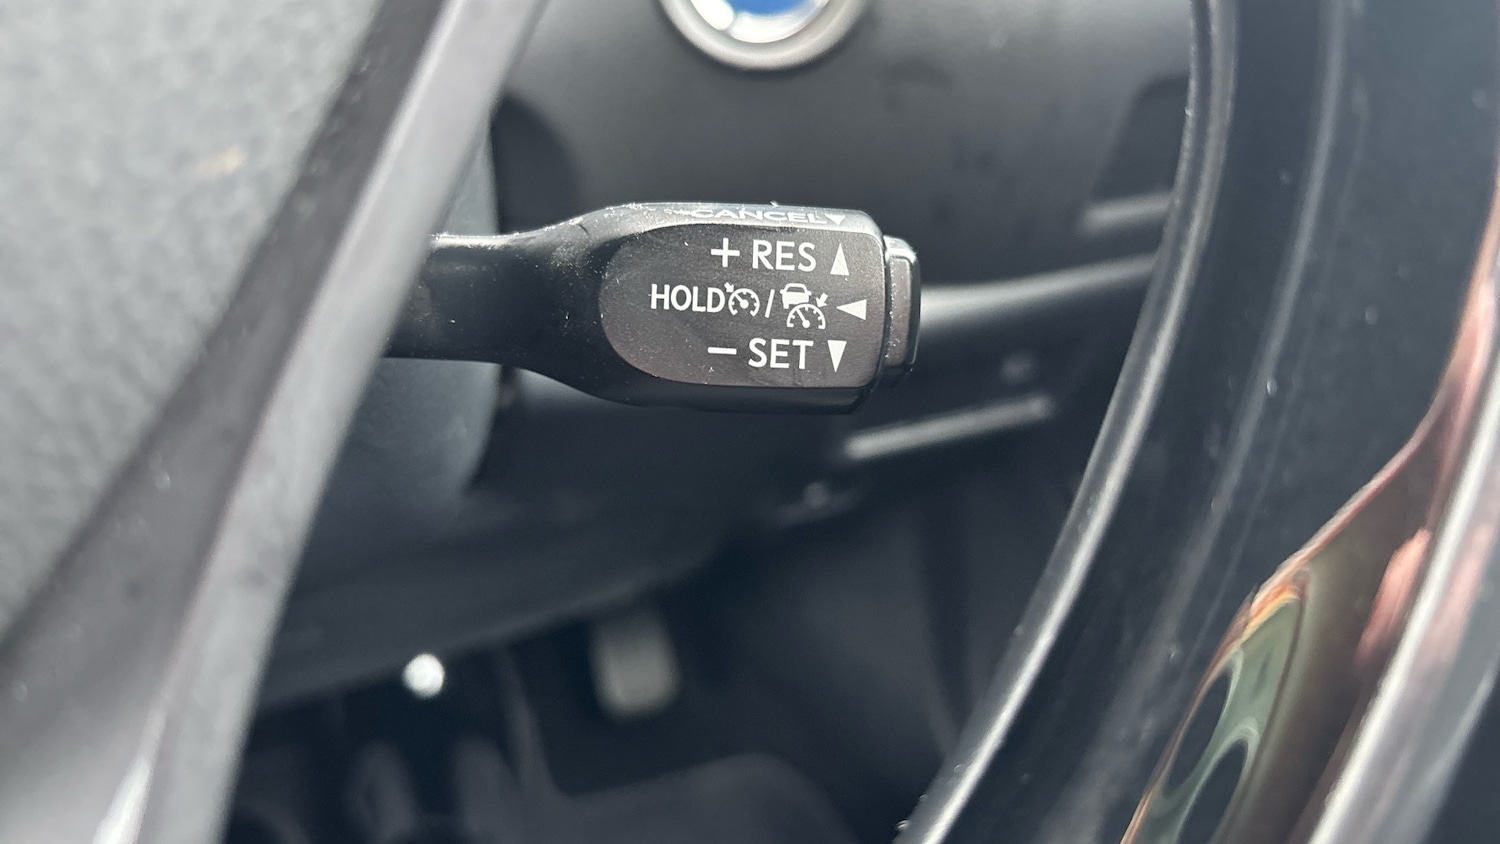 CANCEL
+ RES
HOLD /
− SET